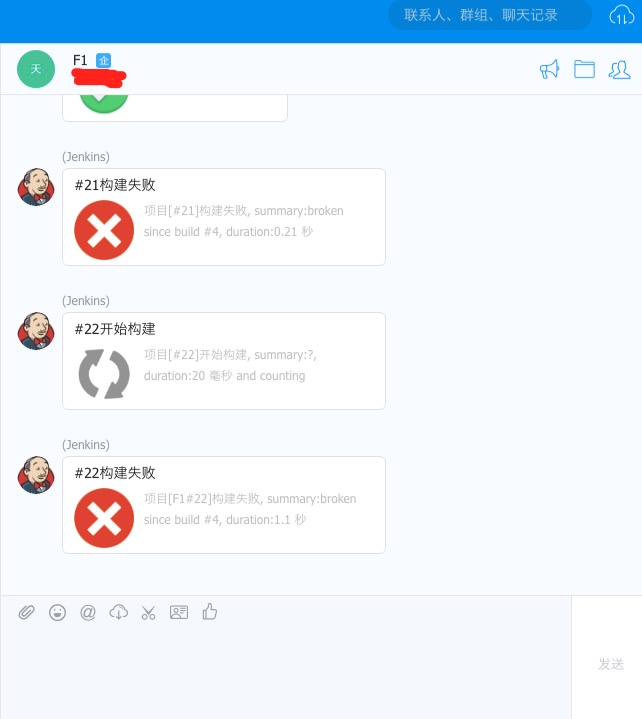 联系人、群组、聊天记录
天
F1 企
(Jenkins)
#21构建失败
项目[#21]构建失败, summary:broken
since build #4, duration:0.21 秒
(Jenkins)
#22开始构建
项目[#22]开始构建, summary:?,
duration:20 毫秒 and counting
(Jenkins)
#22构建失败
项目[F1#22]构建失败, summary:broken
since build #4, duration:1.1 秒
发送